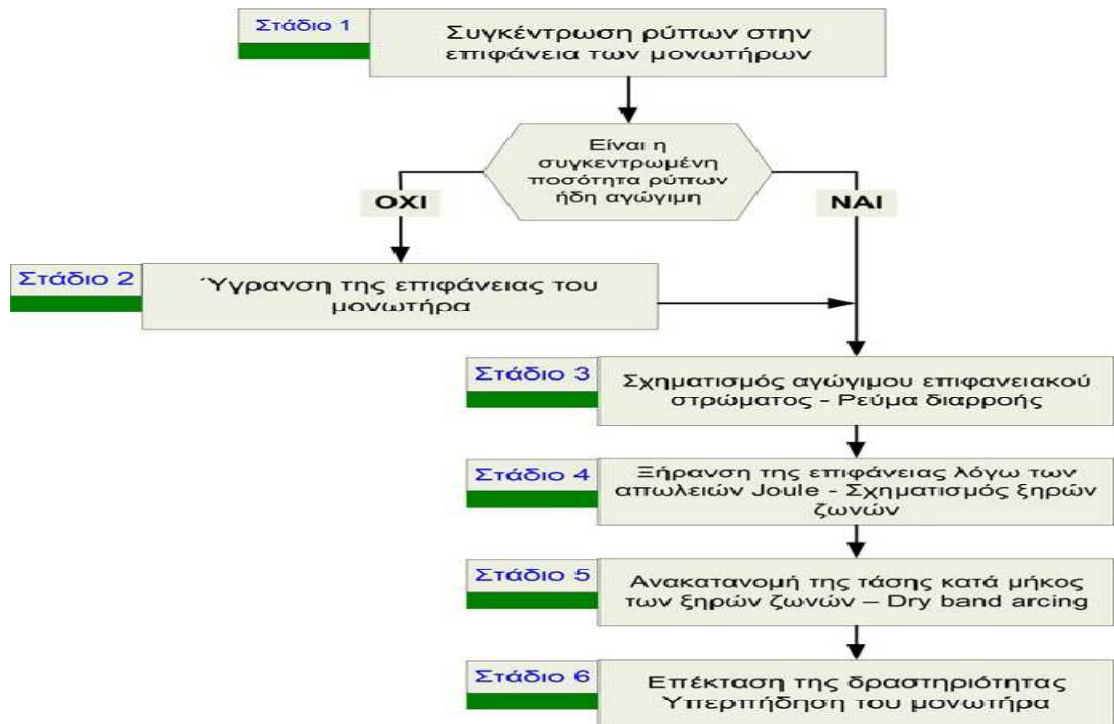 Στάδιο 1
Συγκέντρωση ρύπων στην
επιφάνεια των μονωτήρων
Είναι η
συγκεντρωμένη
ποσότητα ρύπων
ήδη αγώγιμη
ΟΧΙ
ΝΑΙ
Στάδιο 2
Ύγρανση της επιφάνειας του
μονωτήρα
Στάδιο 3
Σχηματισμός αγώγιμου επιφανειακού
στρώματος - Ρεύμα διαρροής
Στάδιο 4
Ξήρανση της επιφάνειας λόγω των
απωλειών Joule - Σχηματισμός ξηρών
ζωνών
Στάδιο 5
Ανακατανομή της τάσης κατά μήκος
των ξηρών ζωνών – Dry band arcing
Στάδιο 6
Επέκταση της δραστηριότητας
Υπερπήδηση του μονωτήρα